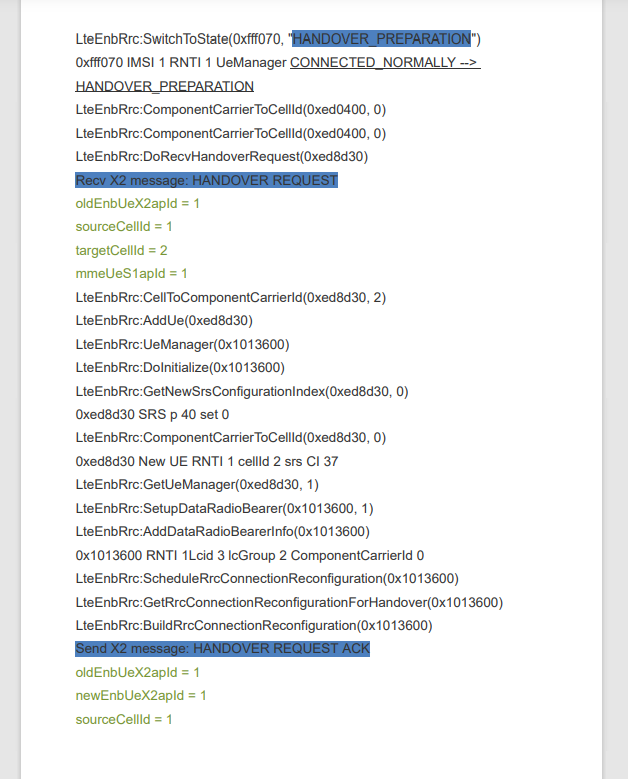 LteEnbRrc:SwitchToState(0xfff070, "HANDOVER_PREPARATION")
0xfff070 IMSI 1 RNTI 1 UeManager CONNECTED_NORMALLY -->
HANDOVER_PREPARATION
LteEnbRrc:ComponentCarrierToCellId(0xed0400, 0)
LteEnbRrc:ComponentCarrierToCellId(0xed0400, 0)
LteEnbRrc:DoRecvHandoverRequest(0xed8d30)
Recv X2 message: HANDOVER REQUEST
oldEnbUeX2apId = 1
sourceCellId = 1
targetCellId = 2
mmeUeS1apId = 1
LteEnbRrc:CellToComponentCarrierId(0xed8d30, 2)
LteEnbRrc:AddUe(0xed8d30)
LteEnbRrc:UeManager(0x1013600)
LteEnbRrc:DoInitialize(0x1013600)
LteEnbRrc:GetNewSrsConfigurationIndex(0xed8d30, 0)
0xed8d30 SRS p 40 set 0
LteEnbRrc:ComponentCarrierToCellId(0xed8d30, 0)
0xed8d30 New UE RNTI 1 cellId 2 srs CI 37
LteEnbRrc:GetUeManager(0xed8d30, 1)
LteEnbRrc:SetupDataRadioBearer(0x1013600, 1)
LteEnbRrc:AddDataRadioBearerInfo(0x1013600)
0x1013600 RNTI 1Lcid 3 lcGroup 2 ComponentCarrierId 0
LteEnbRrc:ScheduleRrcConnectionReconfiguration(0x1013600)
LteEnbRrc:GetRrcConnectionReconfigurationForHandover(0x1013600)
LteEnbRrc:BuildRrcConnectionReconfiguration(0x1013600)
Send X2 message: HANDOVER REQUEST ACK
oldEnbUeX2apId = 1
newEnbUeX2apId = 1
sourceCellId = 1